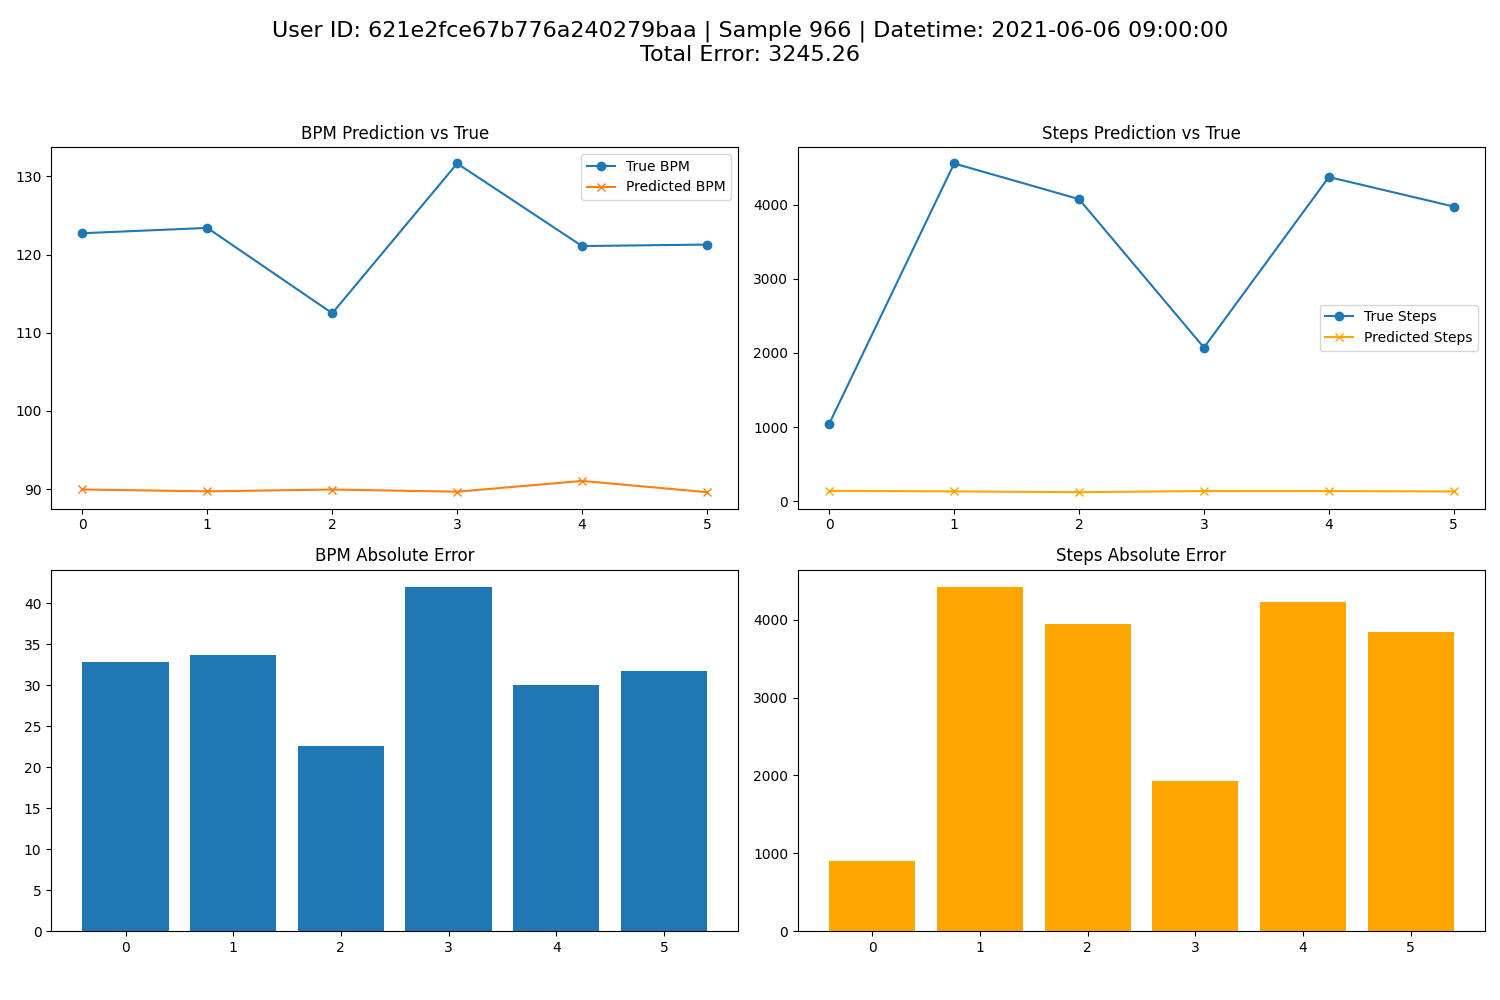 User ID: 621e2fce67b776a240279baa | Sample 966 | Datetime: 2021-06-06 09:00:00
Total Error: 3245.26
BPM Prediction vs True
130
120
110
100
90
0 1 2 3 4 5
True BPM
Predicted BPM
Steps Prediction vs True
4000
3000
2000
1000
0
0 1 2 3 4 5
True Steps
Predicted Steps
BPM Absolute Error
40
35
30
25
20
15
10
5
0
0 1 2 3 4 5
Steps Absolute Error
4000
3000
2000
1000
0
0 1 2 3 4 5